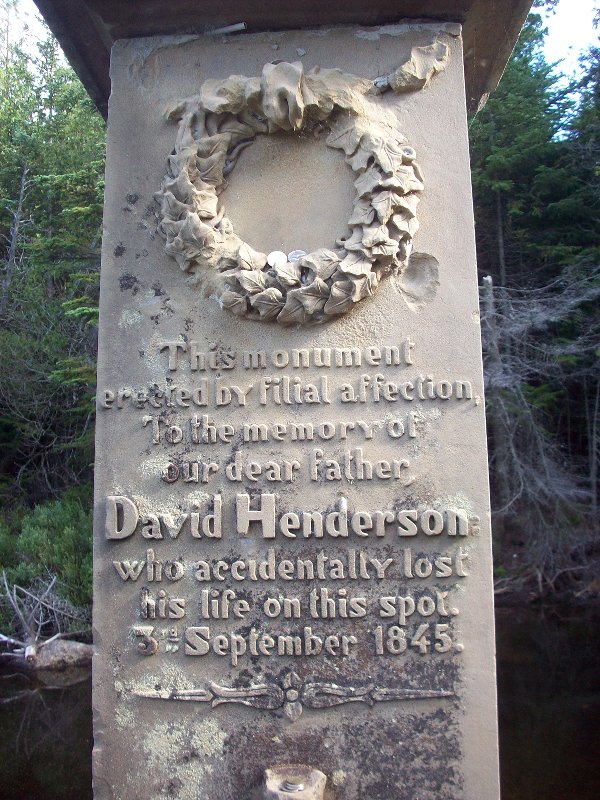 This monument
erected by filial affection,
To the memory of
our dear father,
David Henderson
who accidentally lost
his life on this spot.
3rd September 1845.